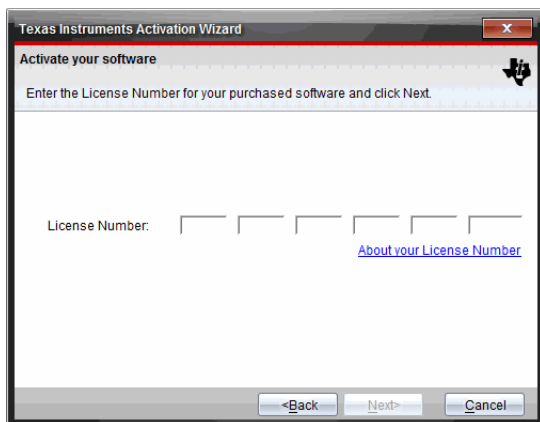 Texas Instruments Activation Wizard
Activate your software
Enter the License Number for your purchased software and click Next.
License Number:
About your License Number
<Back Next> Cancel